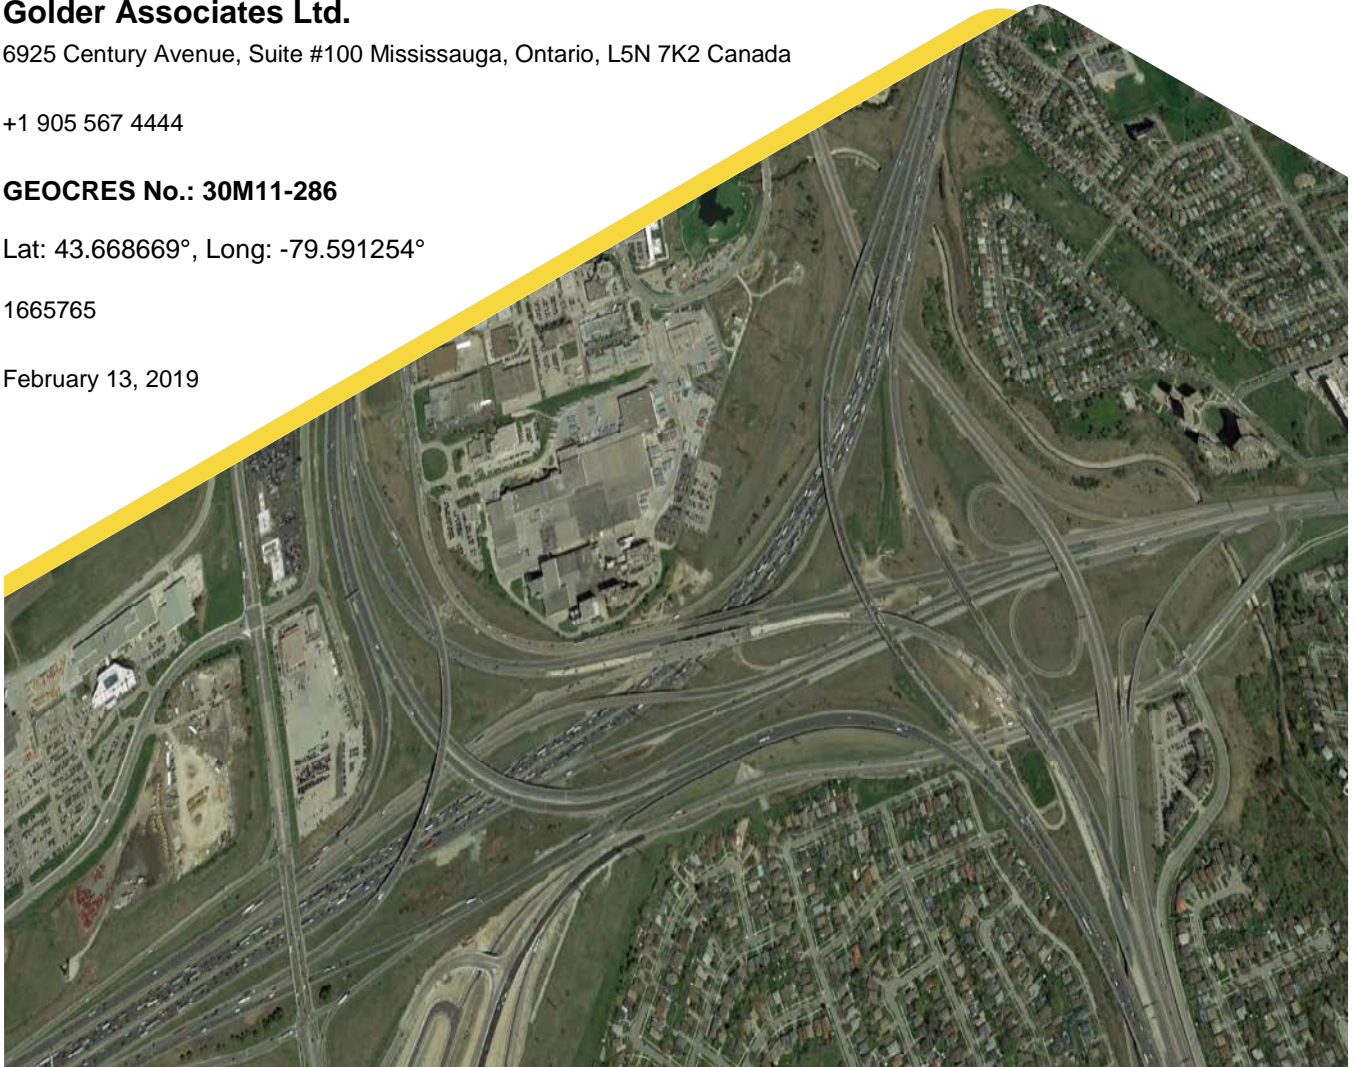 Golder Associates Ltd.
6925 Century Avenue, Suite #100 Mississauga, Ontario, L5N 7K2 Canada
+1 905 567 4444
GEOCRES No.: 30M11-286
Lat: 43.668669°, Long: -79.591254°
1665765
February 13, 2019